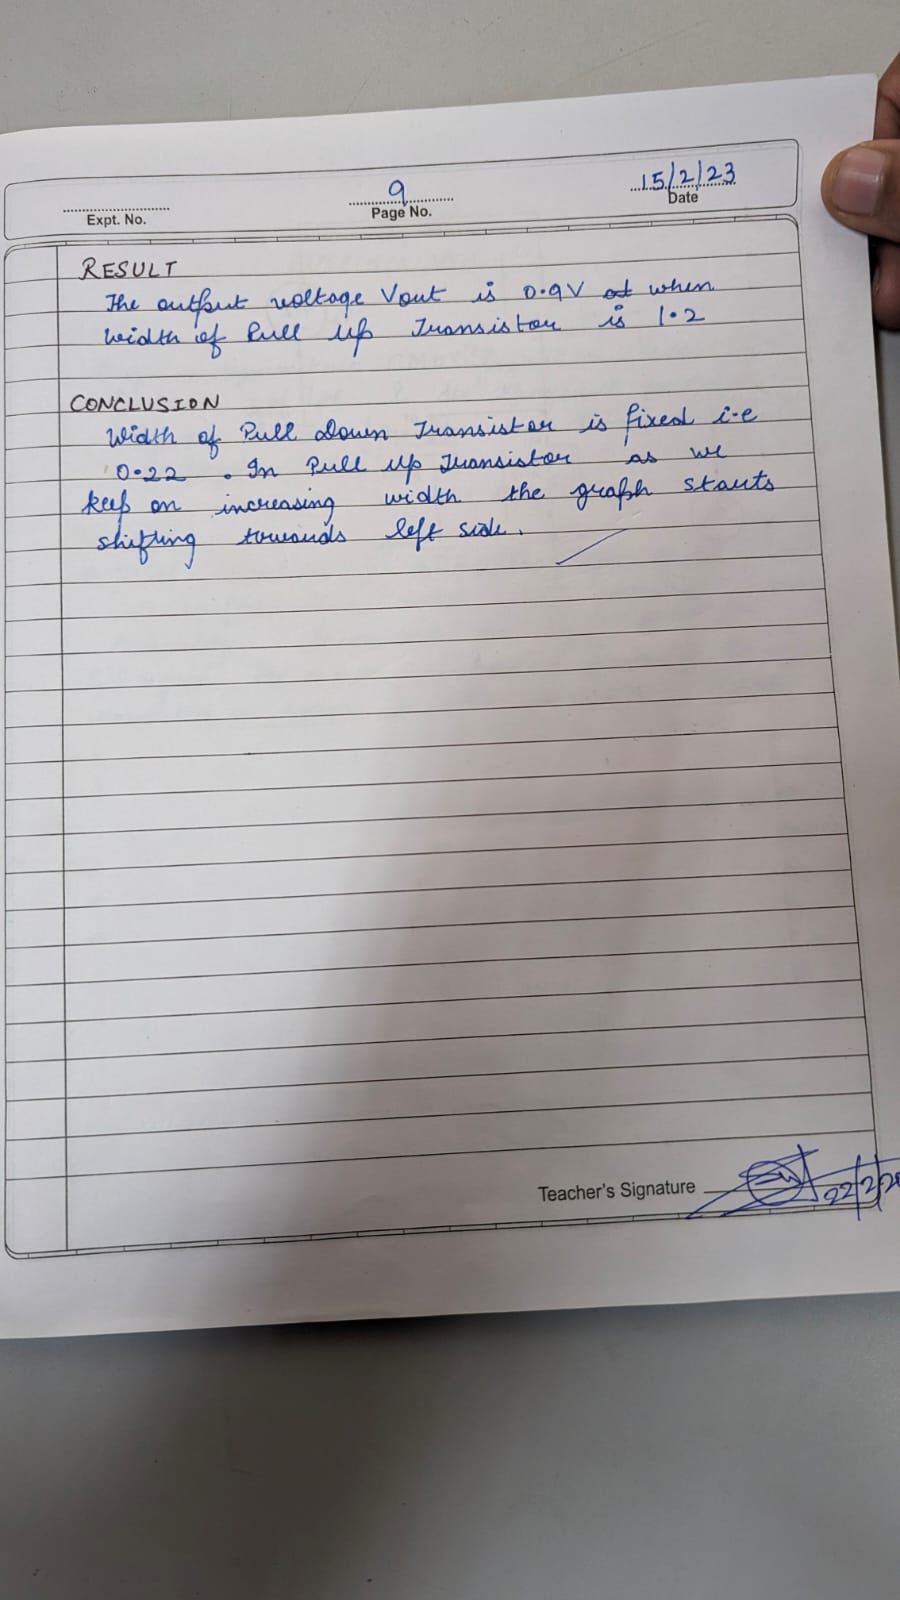 Expt. No.
9
Page No.
15/2/23
Date
RESULT
The output voltage Vout is 0.9V at when
width of Pull up Transistor is 1.2
CONCLUSION
Width of Pull Down Transistor is fixed i.e
0.22 . In Pull up Transistor as we
keep on increasing width the graph starts
shifting towards left side.
Teacher's Signature
22/2/20